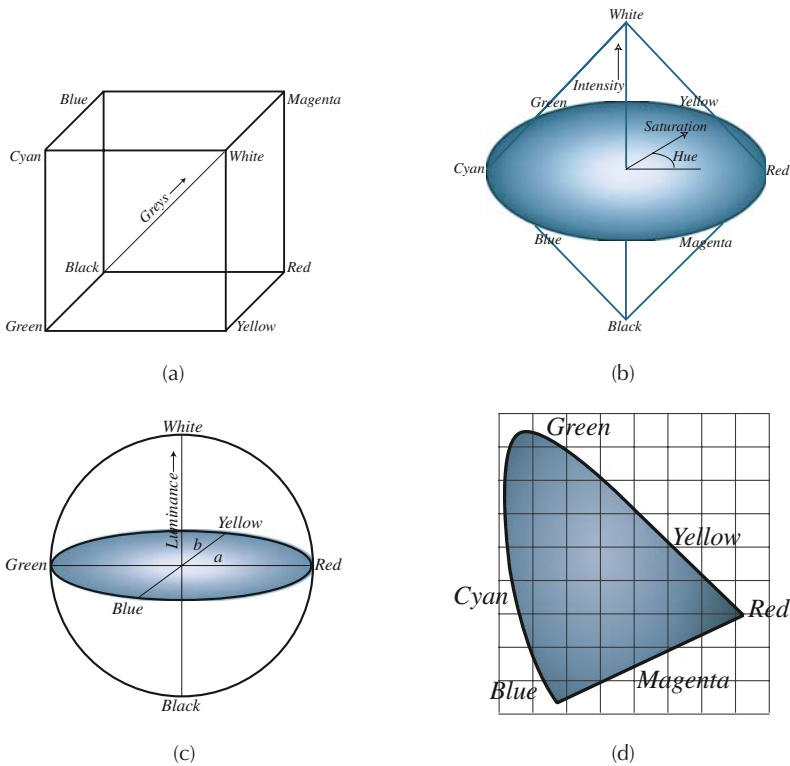 Blue
Magenta
Cyan
White
Greys
Black
Red
Green
Yellow
(a)
White
Intensity
Green
Yellow
Saturation
Hue
Cyan
Red
Blue
Magenta
Black
(b)
White
Luminance
Yellow
b
a
Green
Red
Blue
Black
(c)
Green
Yellow
Cyan
Red
Magenta
Blue
(d)